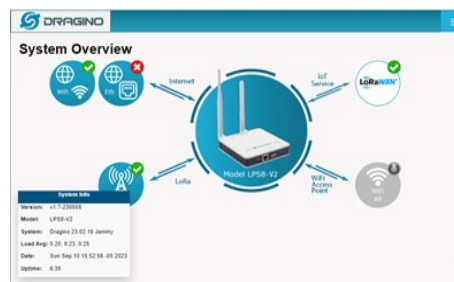 DRAGINO
System Overview
WiFi
Eth
Internet
IoT
Service
LoRaWAN
Model LPS8-V2
LoRa
WiFi
Access
Point
WiFi
AP
System Info
Version: v1.7-230508
Model: LPS8-V2
System: Dragino 23.02.16 Jammy
Load Avg: 0.20, 0.23, 0.25
Date: Sun Sep 10 15:52:58 -05 2023
Uptime: 6:35